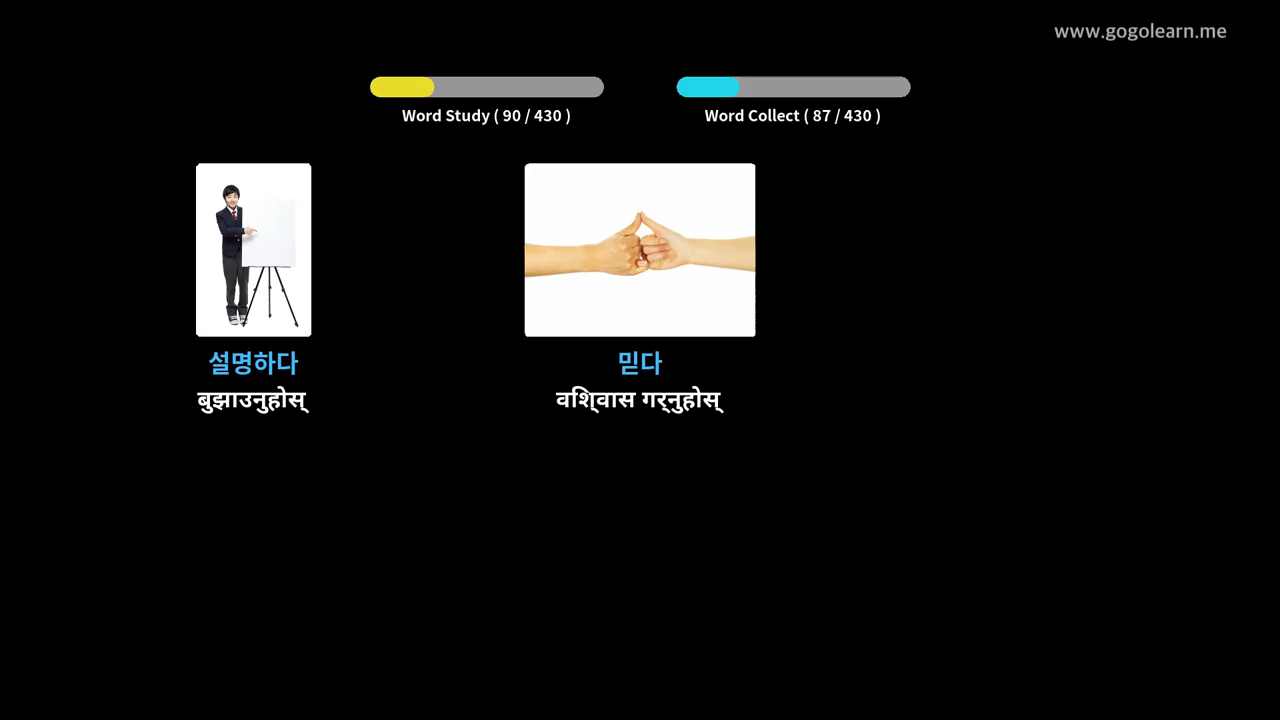 www.gogolearn.me
Word Study ( 90 / 430 )
Word Collect ( 87 / 430 )
설명하다
믿다
बुझाउनुहोस्
वशि्वास गर्नुहोस्